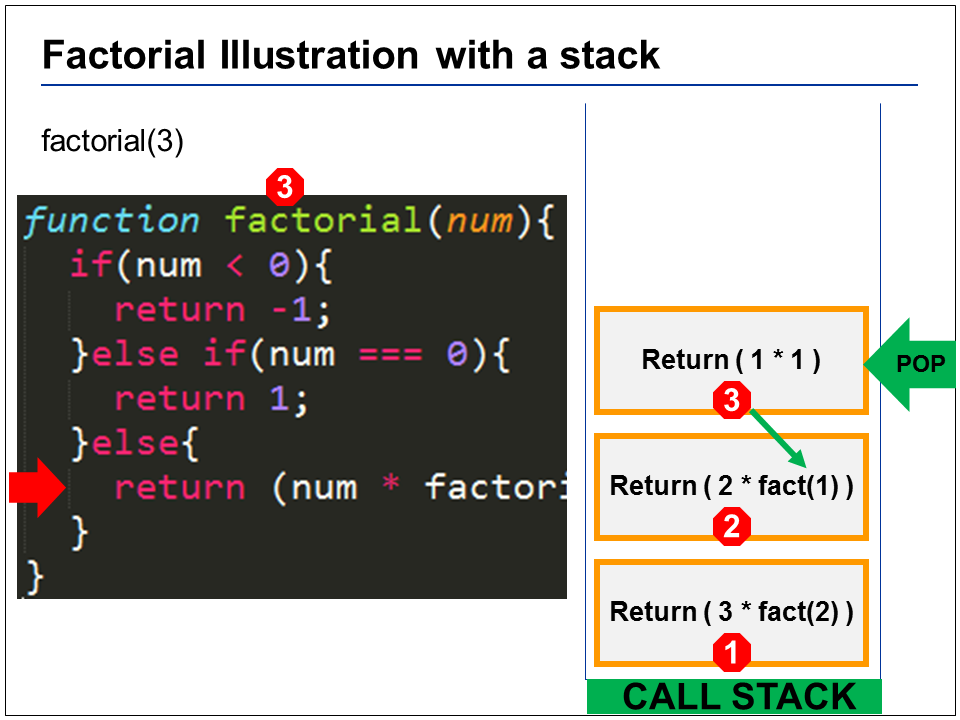 Factorial Illustration with a stack
factorial(3)
3
function factorial(num){
if(num < 0){
return -1;
}else if(num === 0){
return 1;
}else{
return (num * factori
}
}
Return ( 1 * 1 )
POP
3
Return ( 2 * fact(1) )
2
Return ( 3 * fact(2) )
1
CALL STACK